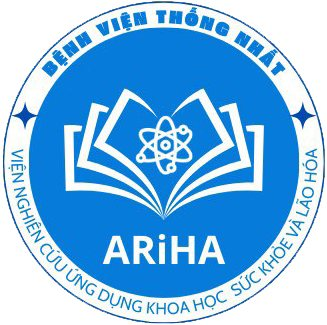 BỆNH VIỆN THỐNG NHẤT
ARiHA
VIỆN NGHIÊN CỨU ỨNG DỤNG KHOA HỌC SỨC KHỎE VÀ LÃO HÓA